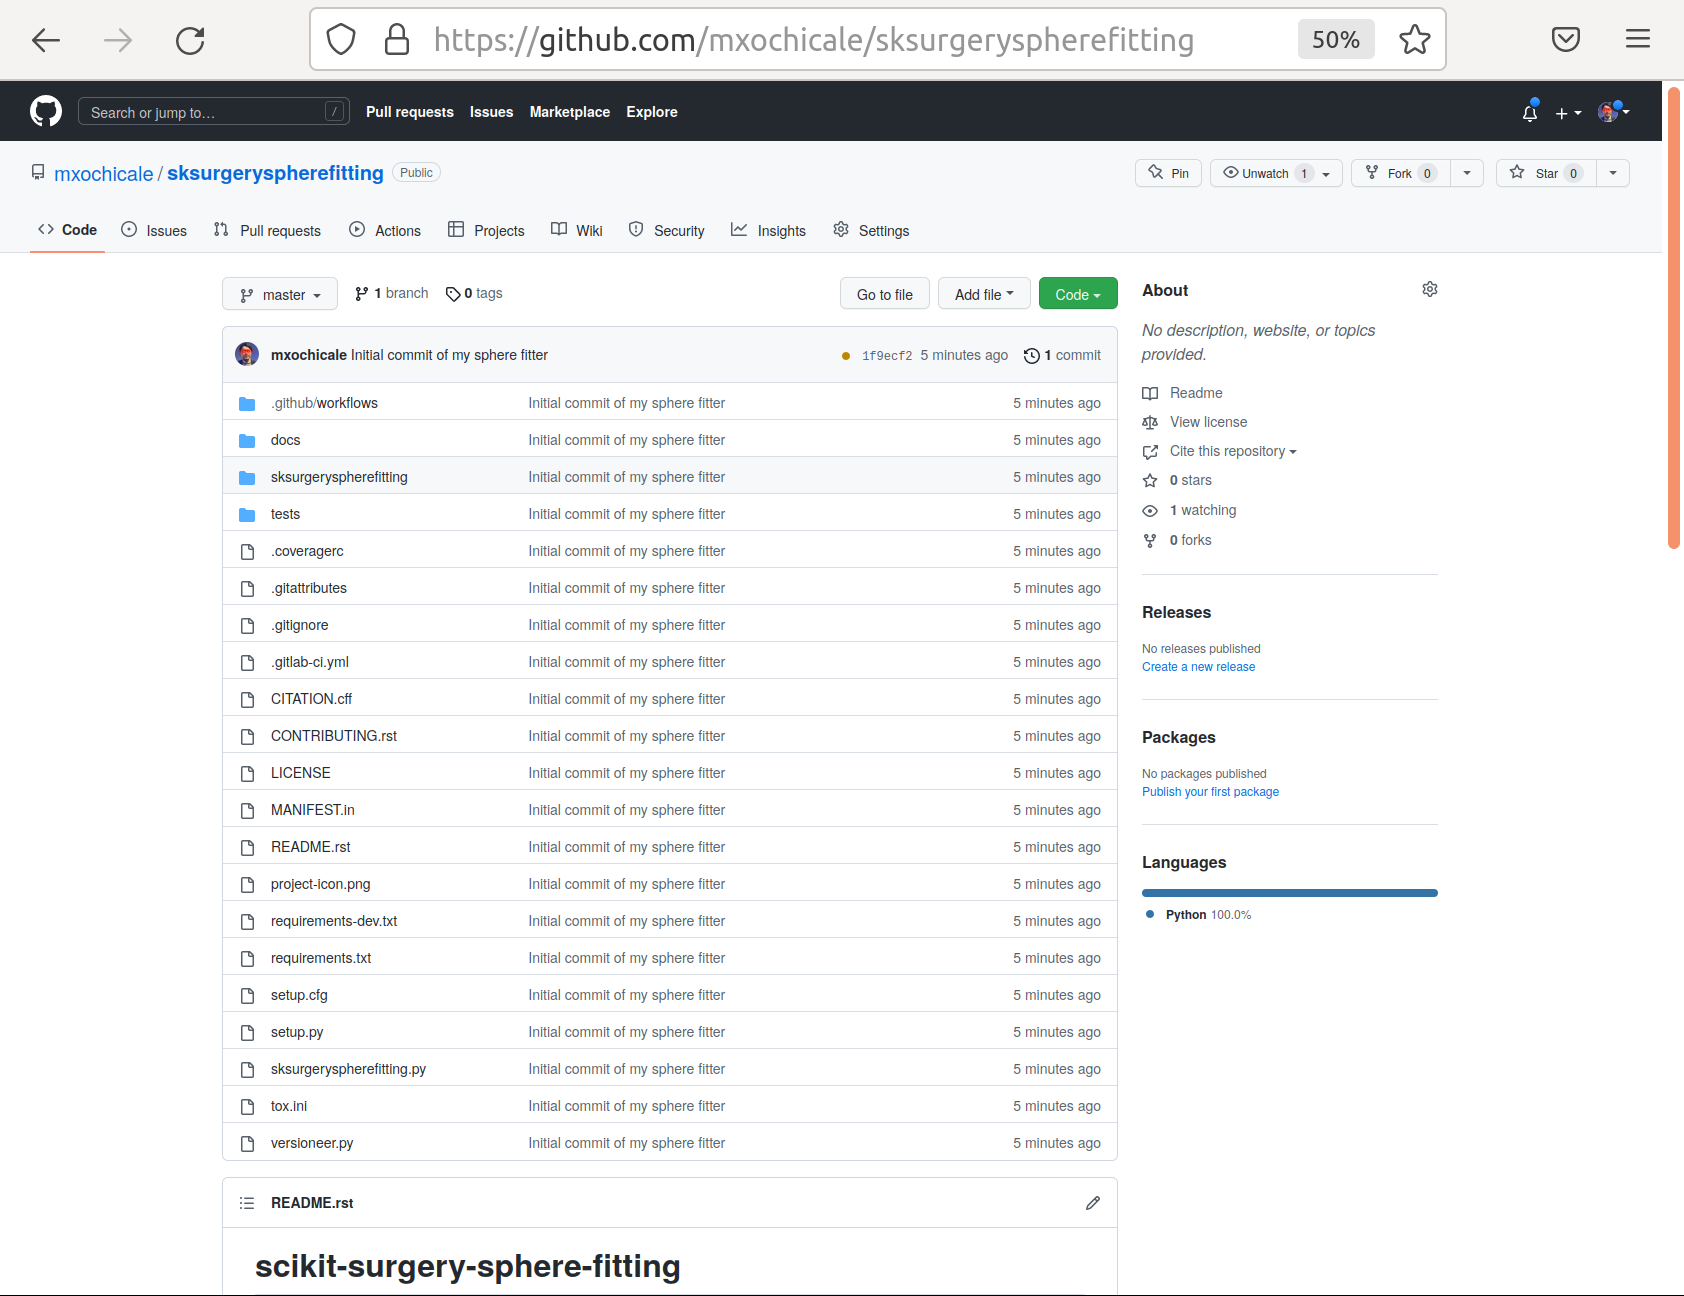 https://github.com/mxochicale/sksurgeryspherefitting 50%
Search or jump to… / Pull requests Issues Marketplace Explore
mxochicale / sksurgeryspherefitting Public Pin Unwatch 1 Fork 0 Star 0
Code Issues Pull requests Actions Projects Wiki Security Insights Settings
master 1 branch 0 tags Go to file Add file Code
mxochicale Initial commit of my sphere fitter 1f9ecf2 5 minutes ago 1 commit
.github/workflows Initial commit of my sphere fitter 5 minutes ago
docs Initial commit of my sphere fitter 5 minutes ago
sksurgeryspherefitting Initial commit of my sphere fitter 5 minutes ago
tests Initial commit of my sphere fitter 5 minutes ago
.coveragerc Initial commit of my sphere fitter 5 minutes ago
.gitattributes Initial commit of my sphere fitter 5 minutes ago
.gitignore Initial commit of my sphere fitter 5 minutes ago
.gitlab-ci.yml Initial commit of my sphere fitter 5 minutes ago
CITATION.cff Initial commit of my sphere fitter 5 minutes ago
CONTRIBUTING.rst Initial commit of my sphere fitter 5 minutes ago
LICENSE Initial commit of my sphere fitter 5 minutes ago
MANIFEST.in Initial commit of my sphere fitter 5 minutes ago
README.rst Initial commit of my sphere fitter 5 minutes ago
project-icon.png Initial commit of my sphere fitter 5 minutes ago
requirements-dev.txt Initial commit of my sphere fitter 5 minutes ago
requirements.txt Initial commit of my sphere fitter 5 minutes ago
setup.cfg Initial commit of my sphere fitter 5 minutes ago
setup.py Initial commit of my sphere fitter 5 minutes ago
sksurgeryspherefitting.py Initial commit of my sphere fitter 5 minutes ago
tox.ini Initial commit of my sphere fitter 5 minutes ago
versioneer.py Initial commit of my sphere fitter 5 minutes ago
README.rst
scikit-surgery-sphere-fitting
About
No description, website, or topics
provided.
Readme
View license
Cite this repository
0 stars
1 watching
0 forks
Releases
No releases published
Create a new release
Packages
No packages published
Publish your first package
Languages
Python 100.0%